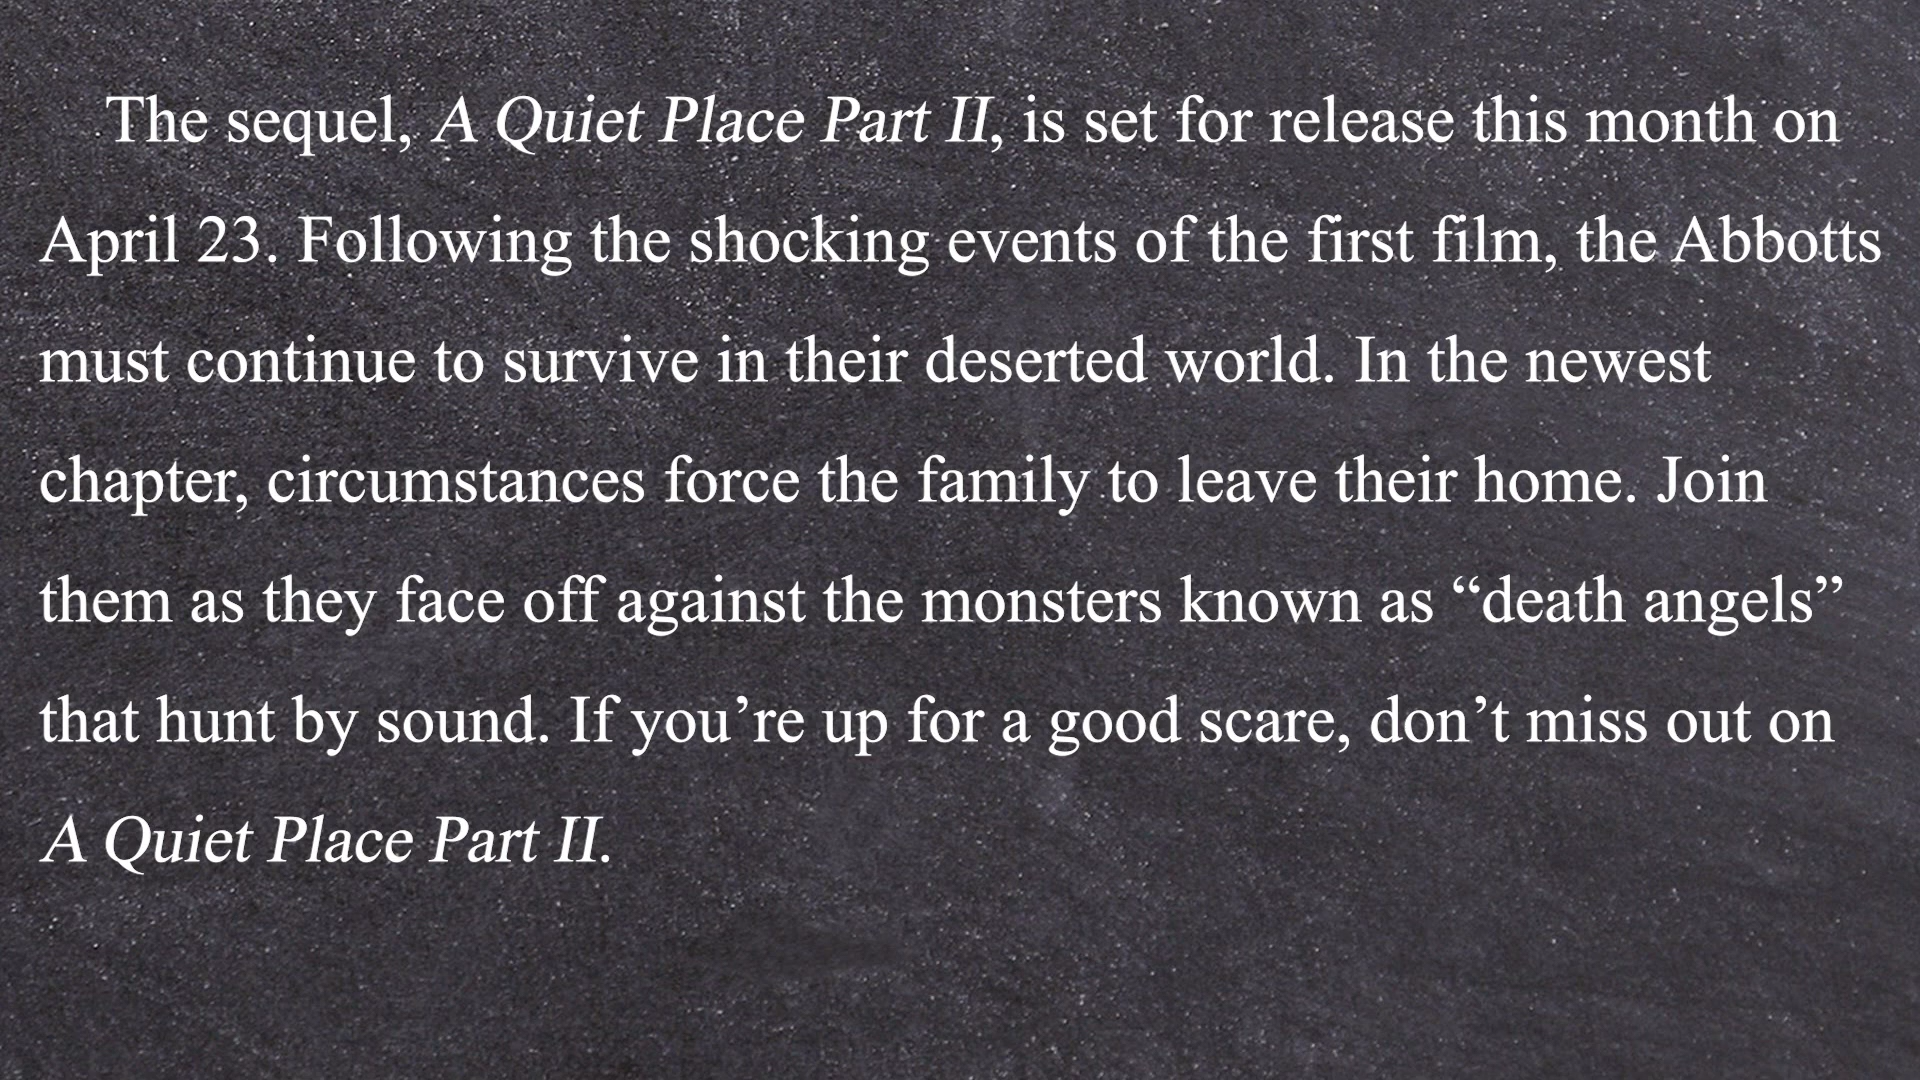 The sequel, A Quiet Place Part II, is set for release this month on
April 23. Following the shocking events of the first film, the Abbotts
must continue to survive in their deserted world. In the newest
chapter, circumstances force the family to leave their home. Join
them as they face off against the monsters known as “death angels”
that hunt by sound. If you’re up for a good scare, don’t miss out on
A Quiet Place Part II.